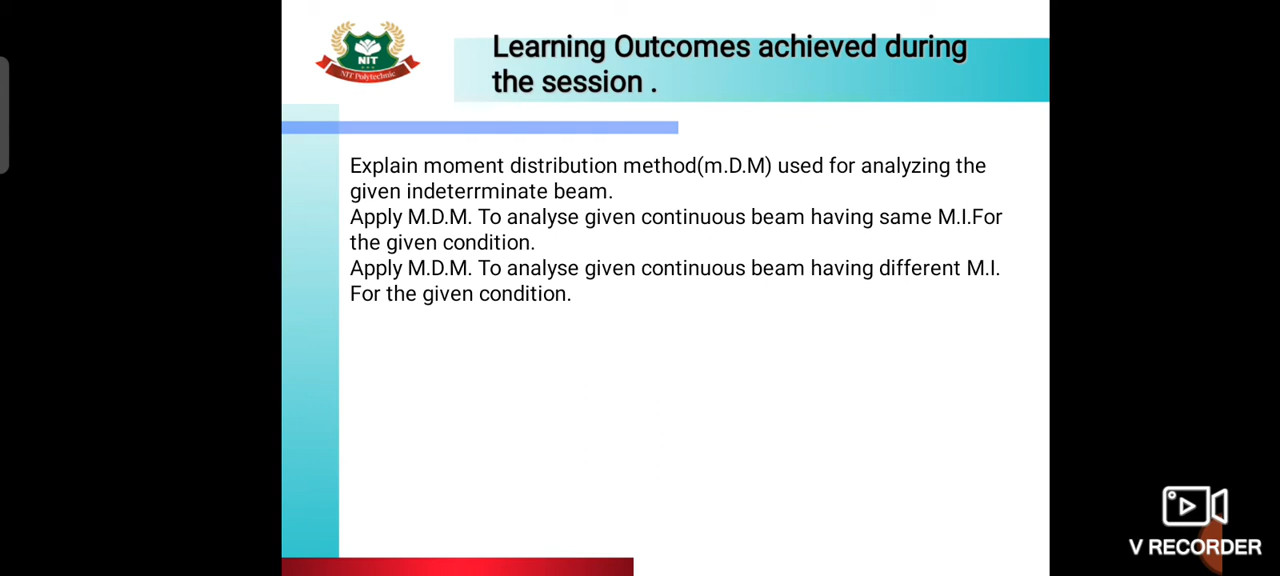 NIT
NIT Polytechnic
Learning Outcomes achieved during
the session .
Explain moment distribution method(m.D.M) used for analyzing the
given indeterrminate beam.
Apply M.D.M. To analyse given continuous beam having same M.I.For
the given condition.
Apply M.D.M. To analyse given continuous beam having different M.I.
For the given condition.
V RECORDER